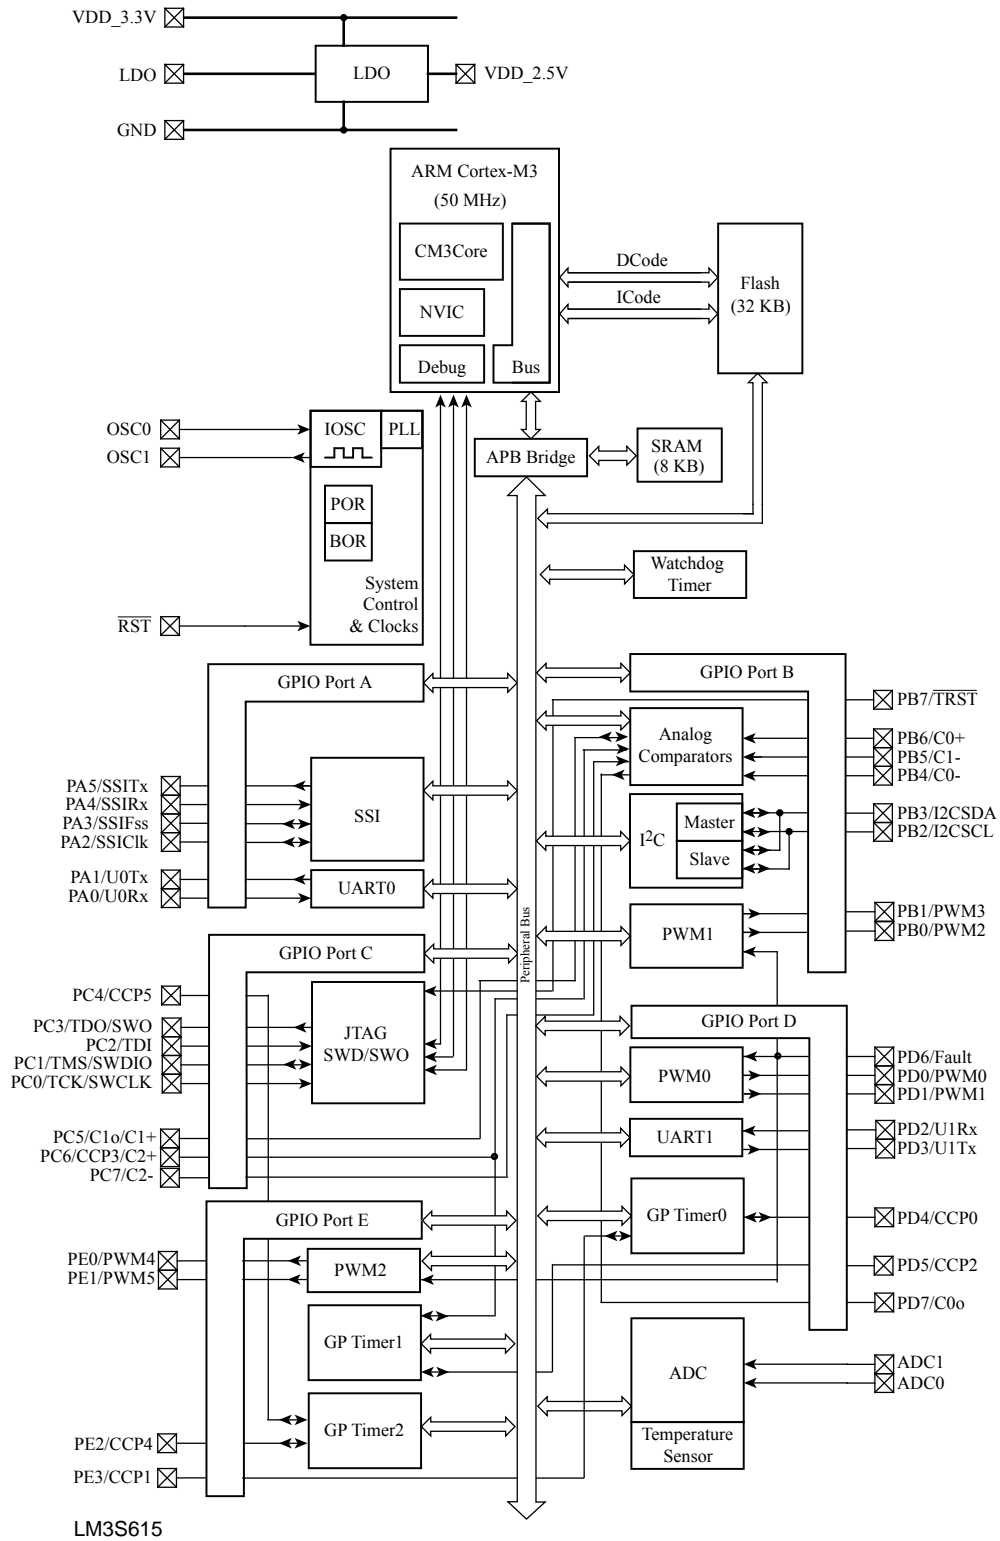 VDD_3.3V
LDO
LDO
VDD_2.5V
GND
ARM Cortex-M3
(50 MHz)
CM3Core
NVIC
Debug
Bus
DCode
ICode
Flash
(32 KB)
OSC0
OSC1
IOSC
PLL
POR
BOR
System
Control
& Clocks
RST
APB Bridge
SRAM
(8 KB)
Watchdog
Timer
Peripheral Bus
GPIO Port A
PA5/SSITx
PA4/SSIRx
PA3/SSIFss
PA2/SSIClk
SSI
PA1/U0Tx
PA0/U0Rx
UART0
GPIO Port B
PB7/TRST
Analog
Comparators
PB6/C0+
PB5/C1-
PB4/C0-
I2C
Master
Slave
PB3/I2CSDA
PB2/I2CSCL
PWM1
PB1/PWM3
PB0/PWM2
GPIO Port C
PC4/CCP5
PC3/TDO/SWO
PC2/TDI
PC1/TMS/SWDIO
PC0/TCK/SWCLK
JTAG
SWD/SWO
PC5/C1o/C1+
PC6/CCP3/C2+
PC7/C2-
GPIO Port D
PWM0
PD6/Fault
PD0/PWM0
PD1/PWM1
UART1
PD2/U1Rx
PD3/U1Tx
GP Timer0
PD4/CCP0
PD5/CCP2
PD7/C0o
GPIO Port E
PE0/PWM4
PE1/PWM5
PWM2
GP Timer1
GP Timer2
PE2/CCP4
PE3/CCP1
ADC
Temperature
Sensor
ADC1
ADC0
LM3S615